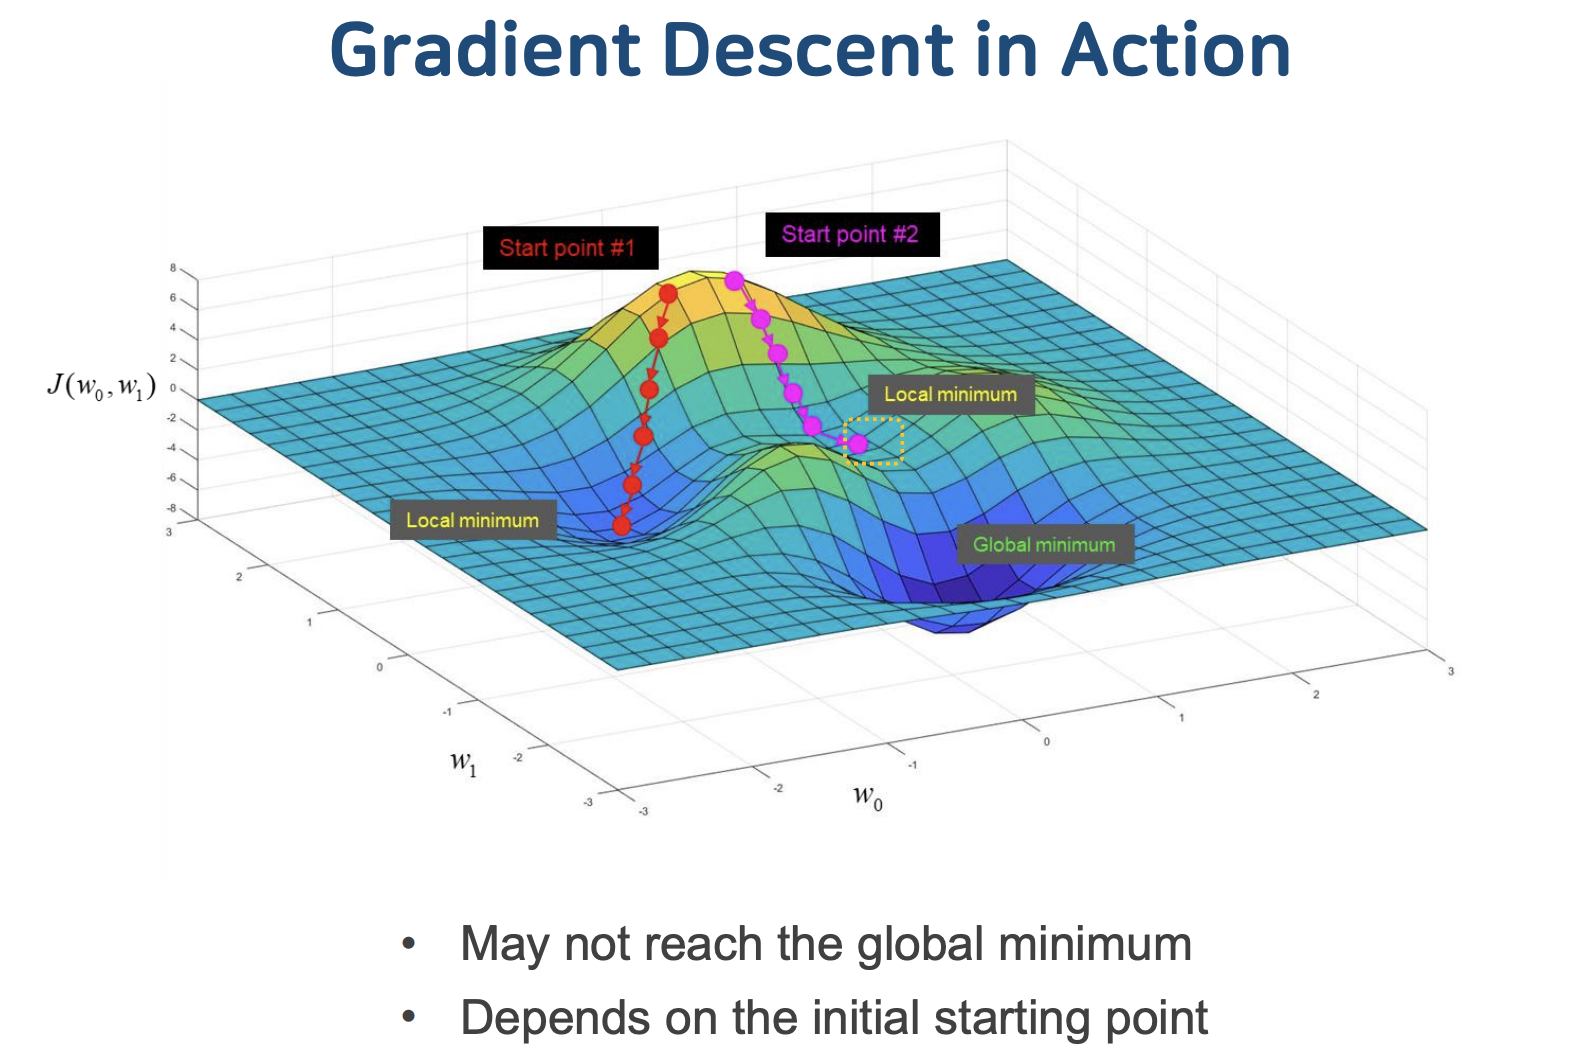 Gradient Descent in Action
Start point #1
Start point #2
8
6
4
2
0
-2
-4
-6
-8
J(w₀, w₁)
Local minimum
Local minimum
Global minimum
3
2
1
0
-1
-2
-3
w₁
-3
-2
-1
0
1
2
3
w₀
• May not reach the global minimum
• Depends on the initial starting point